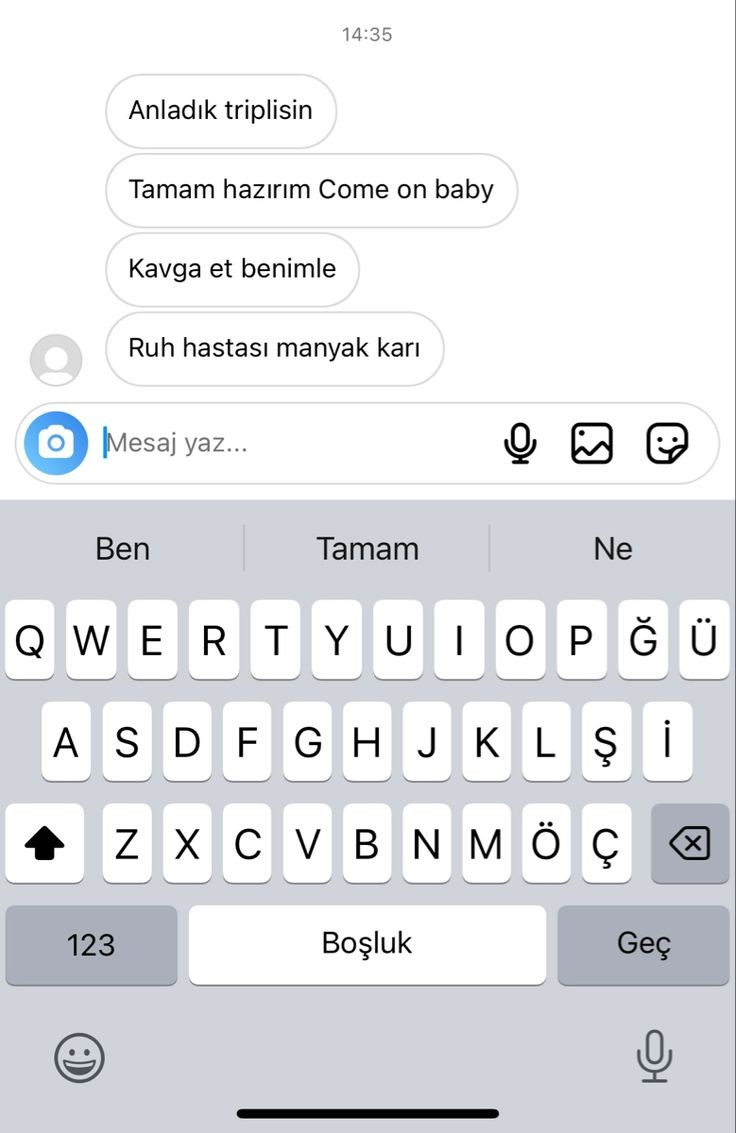 14:35
Anladık triplisin
Tamam hazırım Come on baby
Kavga et benimle
Ruh hastası manyak karı
Mesaj yaz...
Ben Tamam Ne
Q W E R T Y U I O P Ğ Ü
A S D F G H J K L Ş İ
Z X C V B N M Ö Ç
123 Boşluk Geç